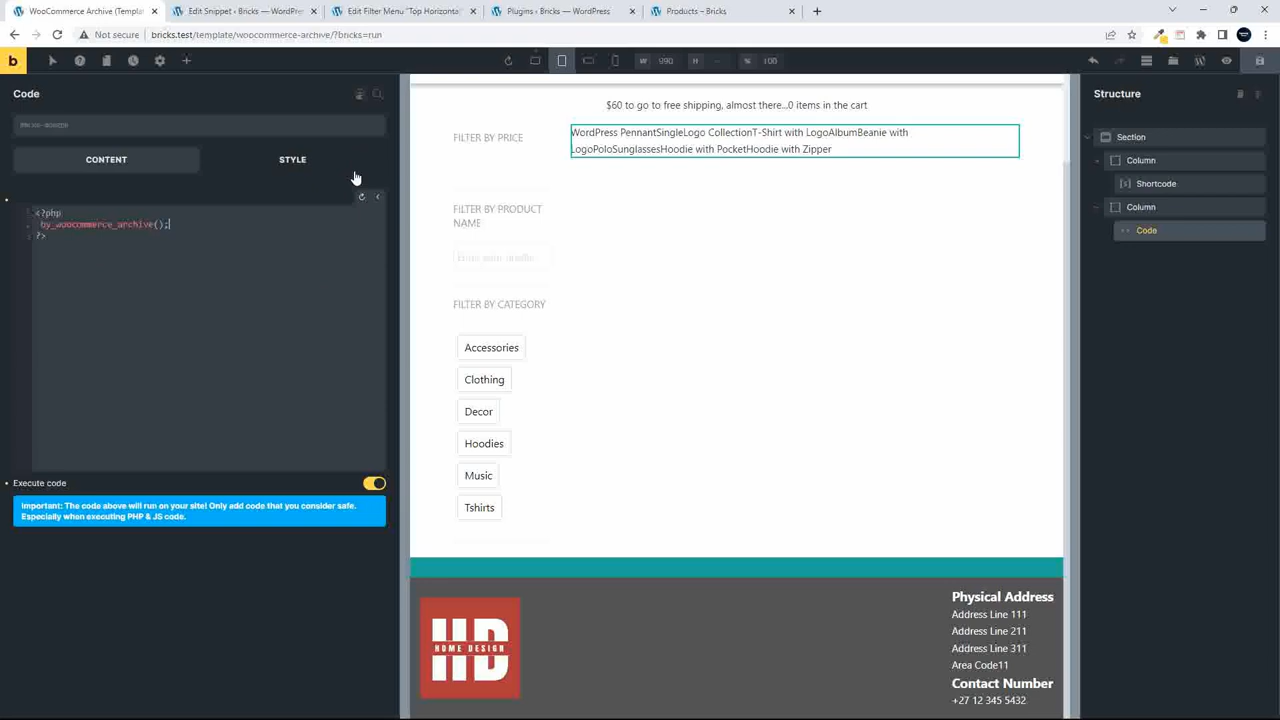 WooCommerce Archive (Templat
Edit Snippet ‹ Bricks — WordPre
Edit Filter Menu "Top Horizontal
Plugins ‹ Bricks — WordPress
Products – Bricks
Not secure
bricks.test/template/woocommerce-archive/?bricks=run
b
W
990
H
-
%
100
Code
CONTENT
STYLE
<?php
by_woocommerce_archive();
?>
Execute code
Important: The code above will run on your site! Only add code that you consider safe.
Especially when executing PHP & JS code.
$60 to go to free shipping, almost there...0 items in the cart
FILTER BY PRICE
WordPress PennantSingleLogo CollectionT-Shirt with LogoAlbumBeanie with
LogoPoloSunglassesHoodie with PocketHoodie with Zipper
FILTER BY PRODUCT
NAME
FILTER BY CATEGORY
Accessories
Clothing
Decor
Hoodies
Music
Tshirts
HD
HOME DESIGN
Physical Address
Address Line 111
Address Line 211
Address Line 311
Area Code11
Contact Number
+27 12 345 5432
Structure
Section
Column
Shortcode
Column
Code